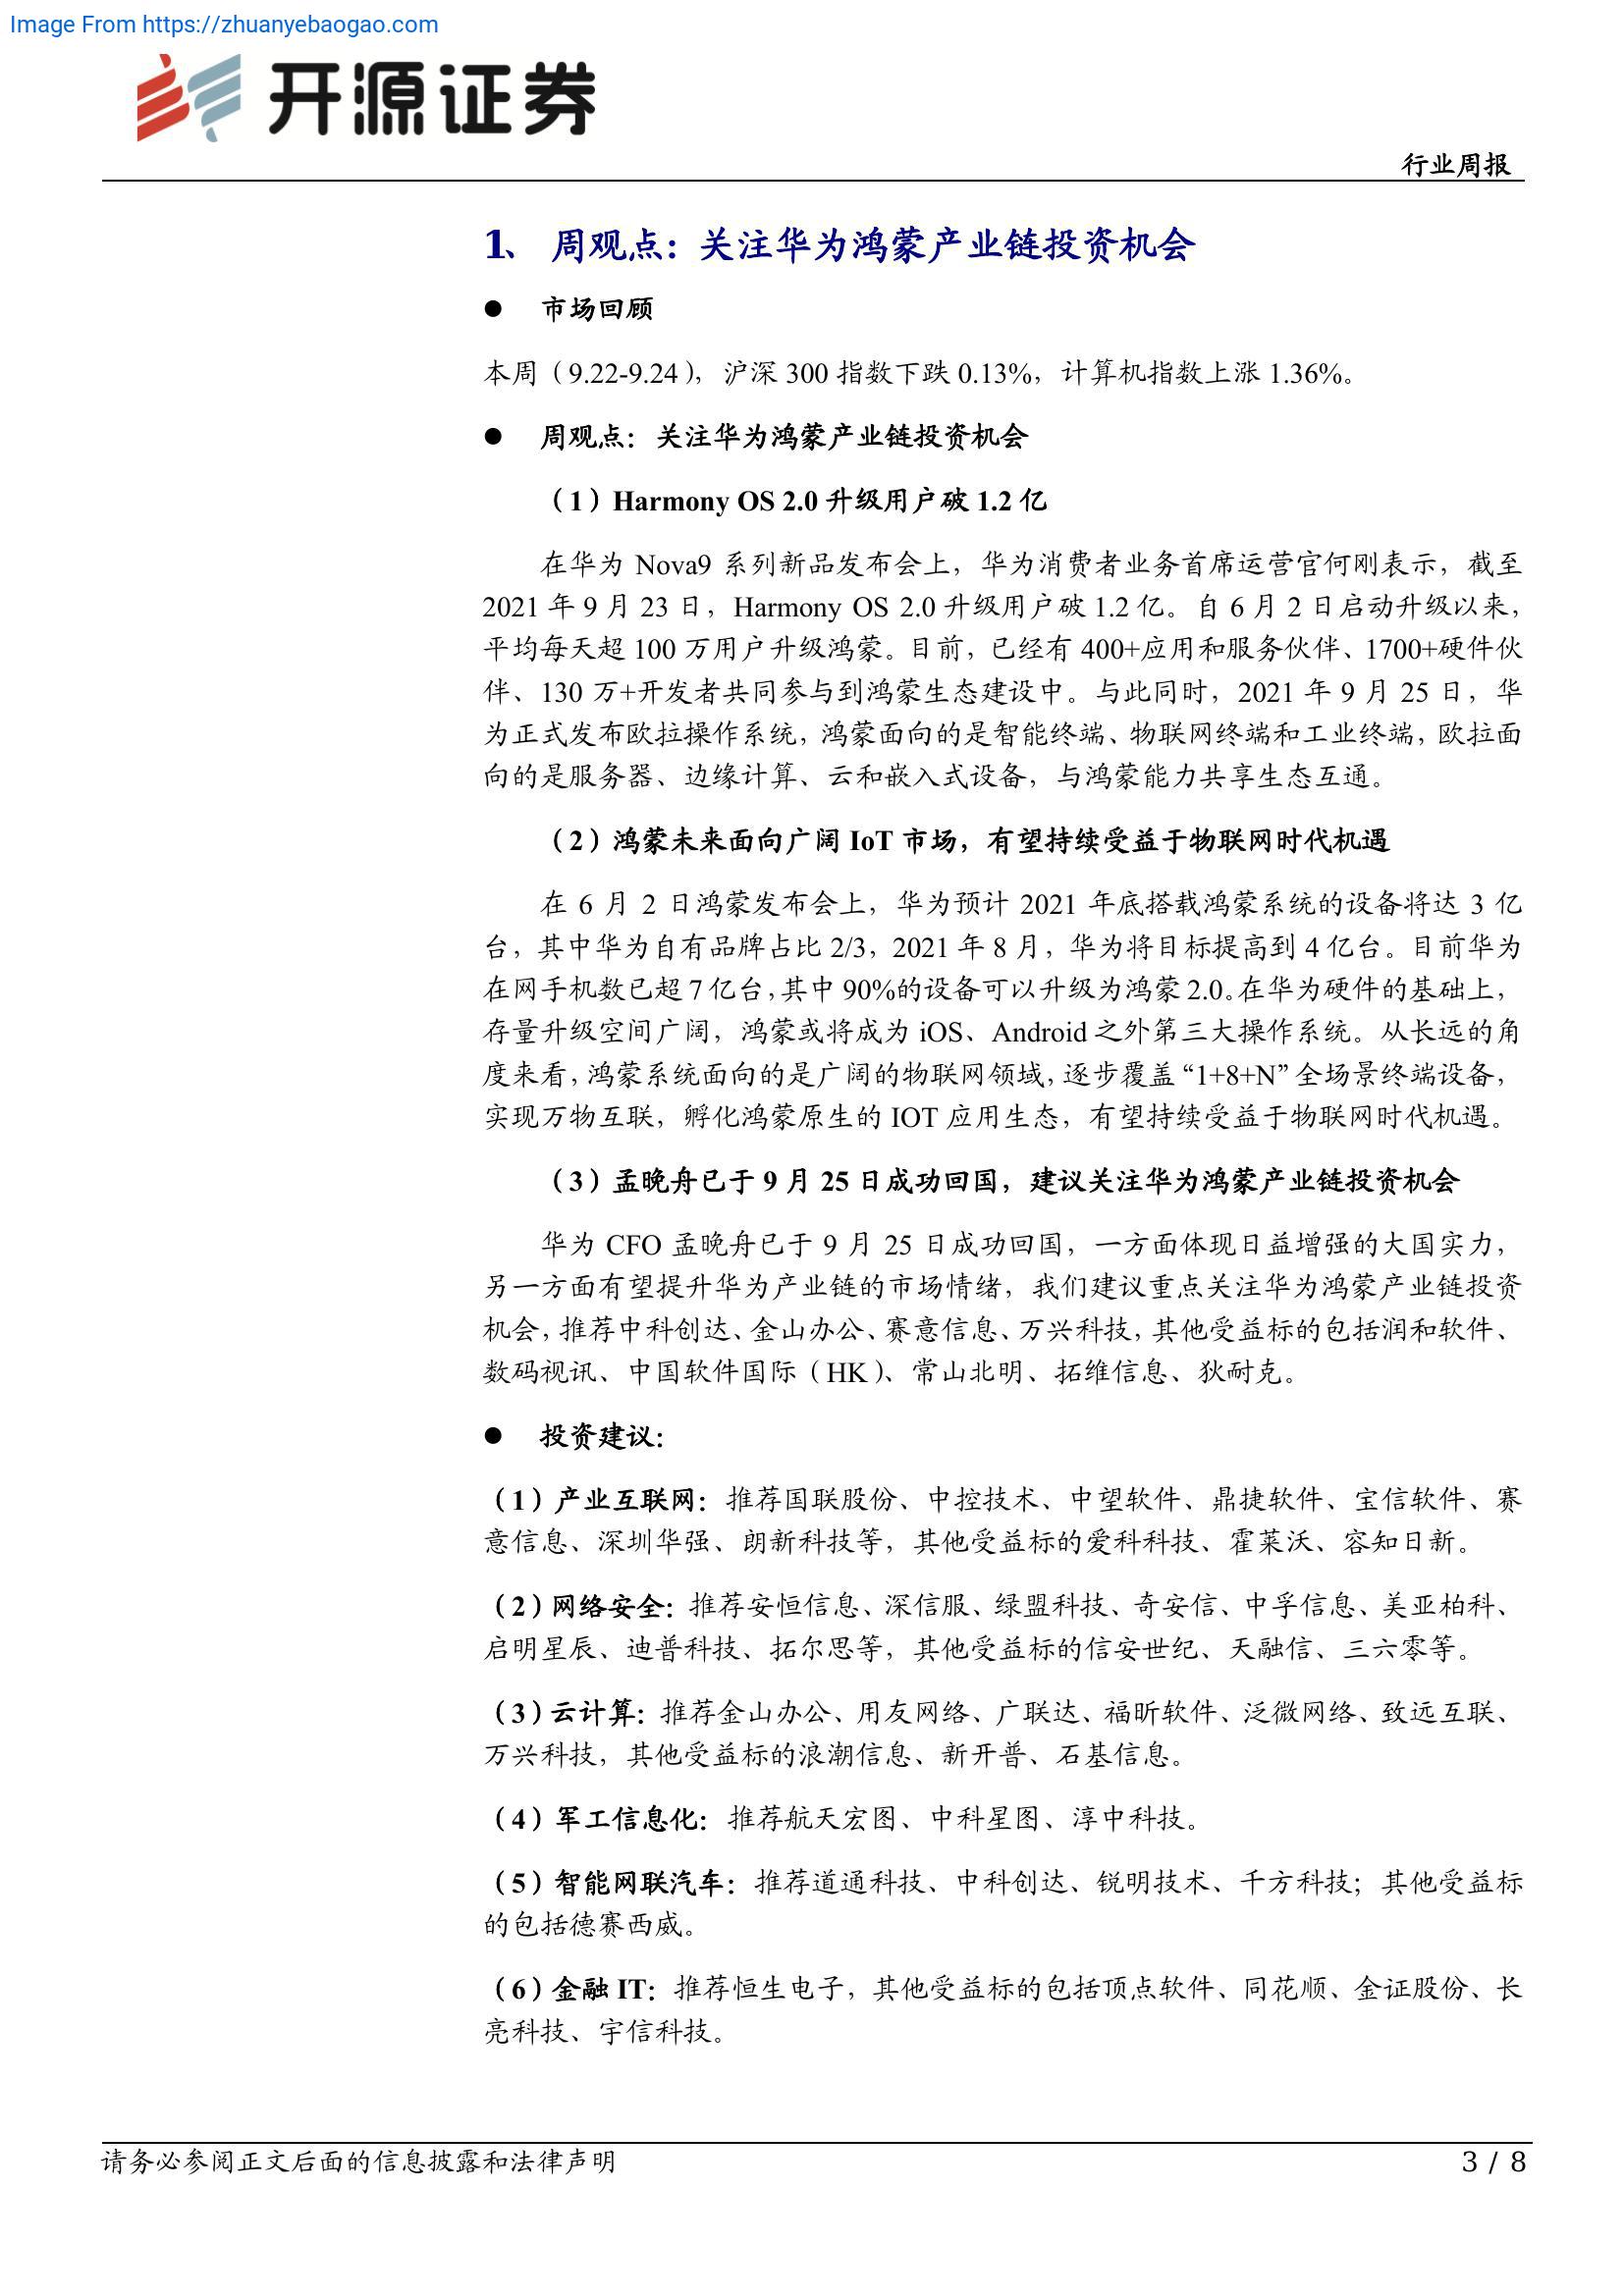 Image From https://zhuanyebaogao.com
开源证券
行业周报
1、 周观点：关注华为鸿蒙产业链投资机会
● 市场回顾
本周（9.22-9.24），沪深 300 指数下跌 0.13%，计算机指数上涨 1.36%。
● 周观点：关注华为鸿蒙产业链投资机会
（1）Harmony OS 2.0 升级用户破 1.2 亿
在华为 Nova9 系列新品发布会上，华为消费者业务首席运营官何刚表示，截至
2021 年 9 月 23 日，Harmony OS 2.0 升级用户破 1.2 亿。自 6 月 2 日启动升级以来，
平均每天超 100 万用户升级鸿蒙。目前，已经有 400+应用和服务伙伴、1700+硬件伙
伴、130 万+开发者共同参与到鸿蒙生态建设中。与此同时，2021 年 9 月 25 日，华
为正式发布欧拉操作系统，鸿蒙面向的是智能终端、物联网终端和工业终端，欧拉面
向的是服务器、边缘计算、云和嵌入式设备，与鸿蒙能力共享生态互通。
（2）鸿蒙未来面向广阔 IoT 市场，有望持续受益于物联网时代机遇
在 6 月 2 日鸿蒙发布会上，华为预计 2021 年底搭载鸿蒙系统的设备将达 3 亿
台，其中华为自有品牌占比 2/3，2021 年 8 月，华为将目标提高到 4 亿台。目前华为
在网手机数已超 7 亿台，其中 90%的设备可以升级为鸿蒙 2.0。在华为硬件的基础上，
存量升级空间广阔，鸿蒙或将成为 iOS、Android 之外第三大操作系统。从长远的角
度来看，鸿蒙系统面向的是广阔的物联网领域，逐步覆盖“1+8+N”全场景终端设备，
实现万物互联，孵化鸿蒙原生的 IOT 应用生态，有望持续受益于物联网时代机遇。
（3）孟晚舟已于 9 月 25 日成功回国，建议关注华为鸿蒙产业链投资机会
华为 CFO 孟晚舟已于 9 月 25 日成功回国，一方面体现日益增强的大国实力，
另一方面有望提升华为产业链的市场情绪，我们建议重点关注华为鸿蒙产业链投资
机会，推荐中科创达、金山办公、赛意信息、万兴科技，其他受益标的包括润和软件、
数码视讯、中国软件国际（HK）、常山北明、拓维信息、狄耐克。
● 投资建议：
（1）产业互联网：推荐国联股份、中控技术、中望软件、鼎捷软件、宝信软件、赛
意信息、深圳华强、朗新科技等，其他受益标的爱科科技、霍莱沃、容知日新。
（2）网络安全：推荐安恒信息、深信服、绿盟科技、奇安信、中孚信息、美亚柏科、
启明星辰、迪普科技、拓尔思等，其他受益标的信安世纪、天融信、三六零等。
（3）云计算：推荐金山办公、用友网络、广联达、福昕软件、泛微网络、致远互联、
万兴科技，其他受益标的浪潮信息、新开普、石基信息。
（4）军工信息化：推荐航天宏图、中科星图、淳中科技。
（5）智能网联汽车：推荐道通科技、中科创达、锐明技术、千方科技；其他受益标
的包括德赛西威。
（6）金融 IT：推荐恒生电子，其他受益标的包括顶点软件、同花顺、金证股份、长
亮科技、宇信科技。
请务必参阅正文后面的信息披露和法律声明
3 / 8